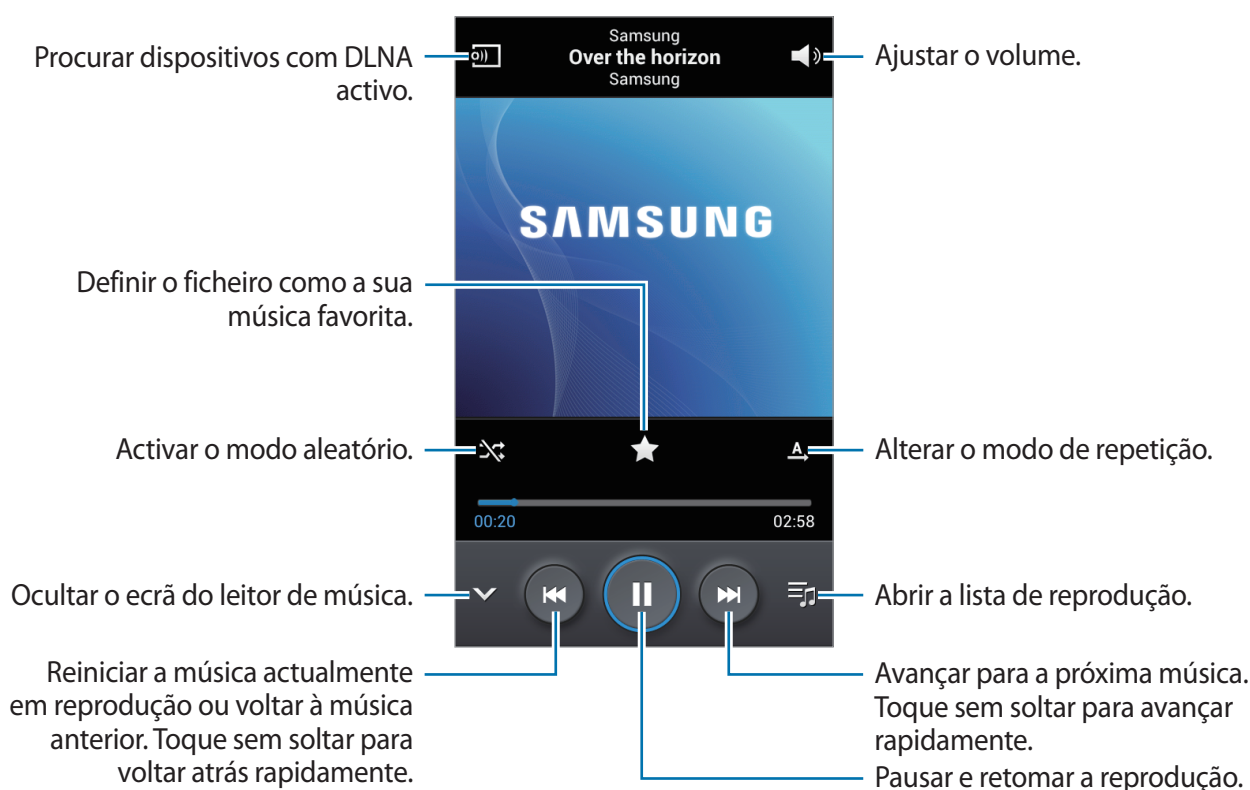 Procurar dispositivos com DLNA
activo.
Samsung
Over the horizon
Samsung
Ajustar o volume.
SAMSUNG
Definir o ficheiro como a sua
música favorita.
Activar o modo aleatório.
A
Alterar o modo de repetição.
00:20
02:58
Ocultar o ecrã do leitor de música.
Abrir a lista de reprodução.
Reiniciar a música actualmente
em reprodução ou voltar à música
anterior. Toque sem soltar para
voltar atrás rapidamente.
Avançar para a próxima música.
Toque sem soltar para avançar
rapidamente.
Pausar e retomar a reprodução.